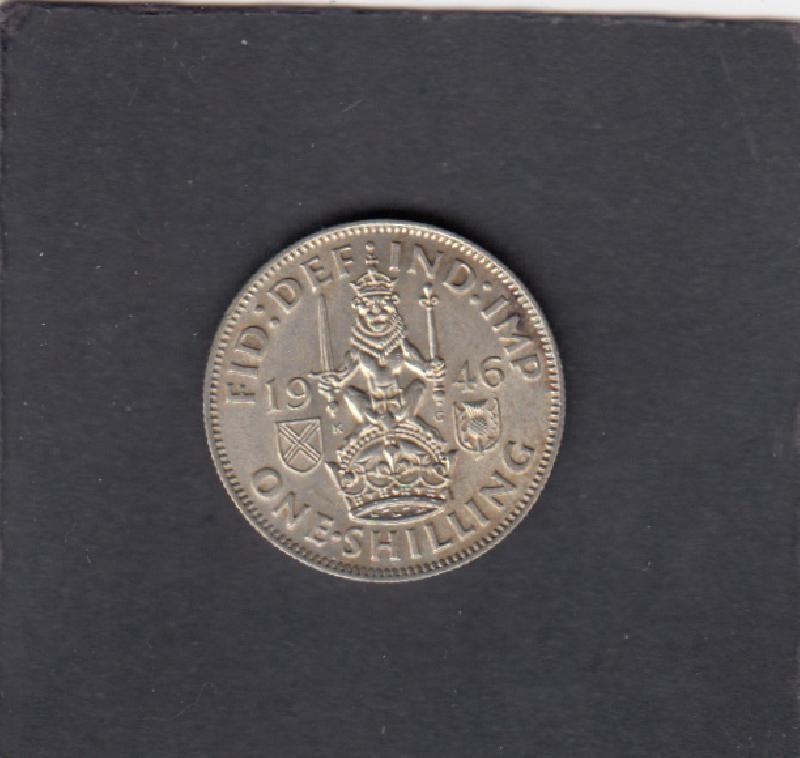 FID: DEF: IND: IMP
19 46
K G
ONE·SHILLING